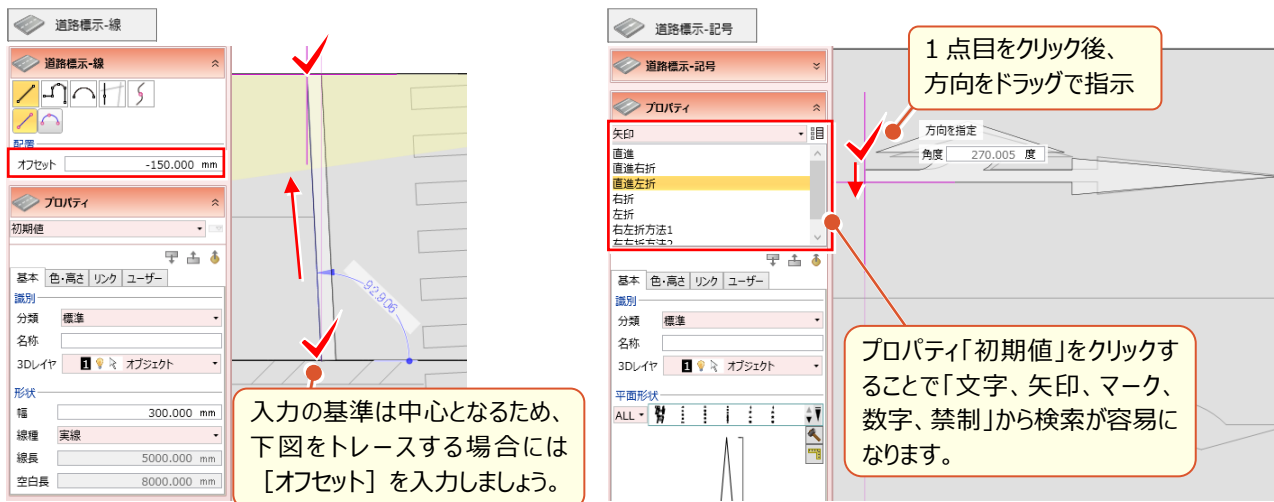 道路標示-線
道路標示-線
配置
オフセット -150.000 mm
プロパティ
初期値
基本 色・高さ リンク ユーザー
識別
分類 標準
名称
3Dレイヤ 1 オブジェクト
形状
幅 300.000 mm
線種 実線
線長 5000.000 mm
空白長 8000.000 mm
92.906
入力の基準は中心となるため、
下図をトレースする場合には
［オフセット］を入力しましょう。
道路標示-記号
道路標示-記号
プロパティ
矢印
直進
直進右折
直進左折
右折
左折
右左折方法1
右左折方法2
基本 色・高さ リンク ユーザー
識別
分類 標準
名称
3Dレイヤ 1 オブジェクト
平面形状
ALL
1点目をクリック後、
方向をドラッグで指示
方向を指定
角度 270.005 度
プロパティ「初期値」をクリックす
ることで「文字、矢印、マーク、
数字、禁制」から検索が容易に
なります。